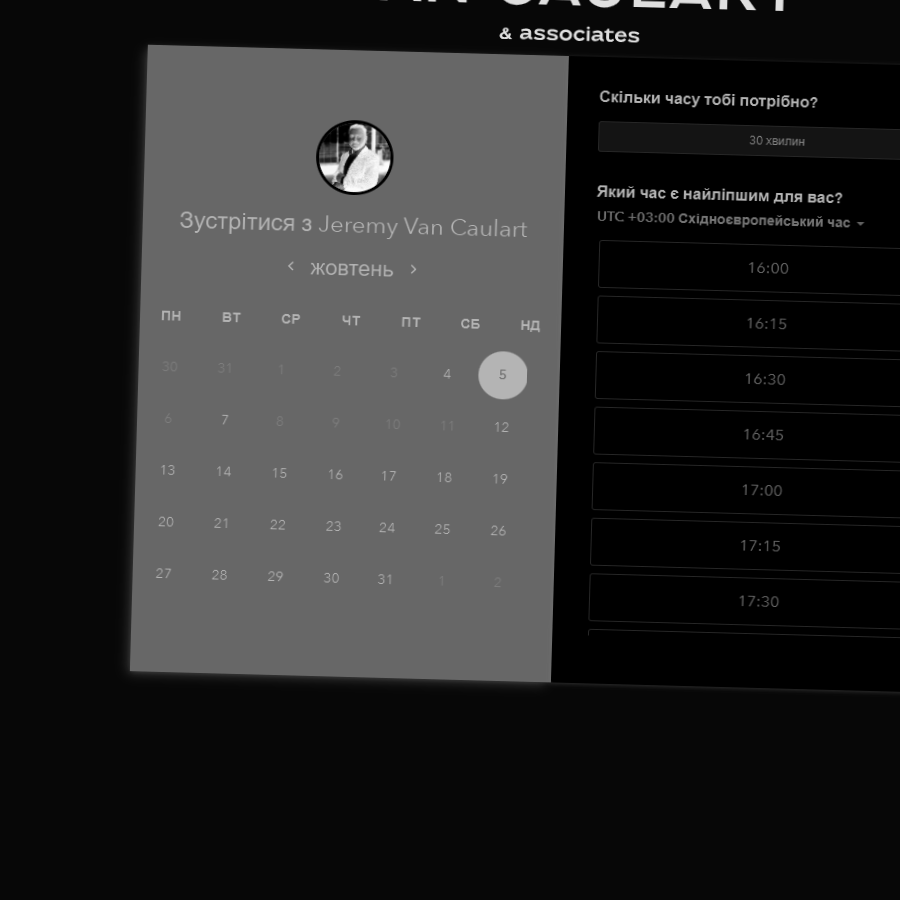 VAN CAULART
& associates
Зустрітися з Jeremy Van Caulart
жовтень
ПН ВТ СР ЧТ ПТ СБ НД
30 31 1 2 3 4 5
6 7 8 9 10 11 12
13 14 15 16 17 18 19
20 21 22 23 24 25 26
27 28 29 30 31 1 2
Скільки часу тобі потрібно?
30 хвилин
Який час є найліпшим для вас?
UTC +03:00 Східноєвропейський час
16:00
16:15
16:30
16:45
17:00
17:15
17:30